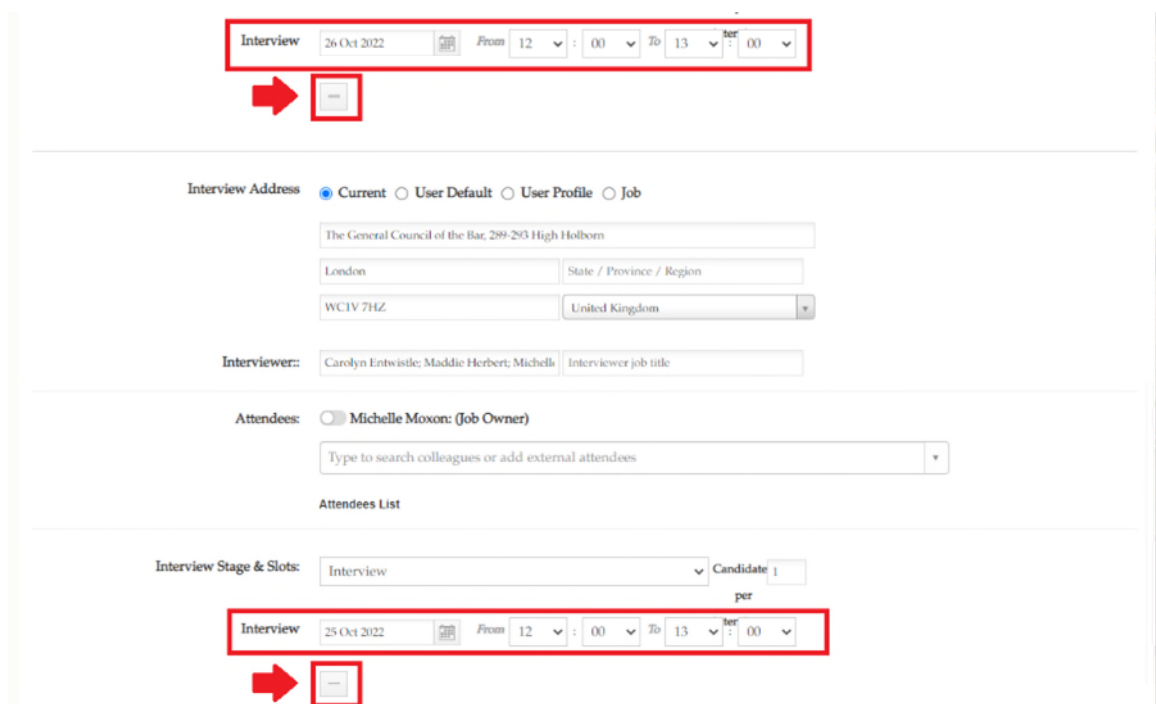 Interview 26 Oct 2022 From 12 : 00 To 13 : 00
Interview Address Current User Default User Profile Job
The General Council of the Bar, 289-293 High Holborn
London State / Province / Region
WC1V 7HZ United Kingdom
Interviewer:: Carolyn Entwistle; Maddie Herbert; Michelle Interviewer job title
Attendees: Michelle Moxon: (Job Owner)
Type to search colleagues or add external attendees
Attendees List
Interview Stage & Slots: Interview Candidate 1
per
Interview 25 Oct 2022 From 12 : 00 To 13 : 00